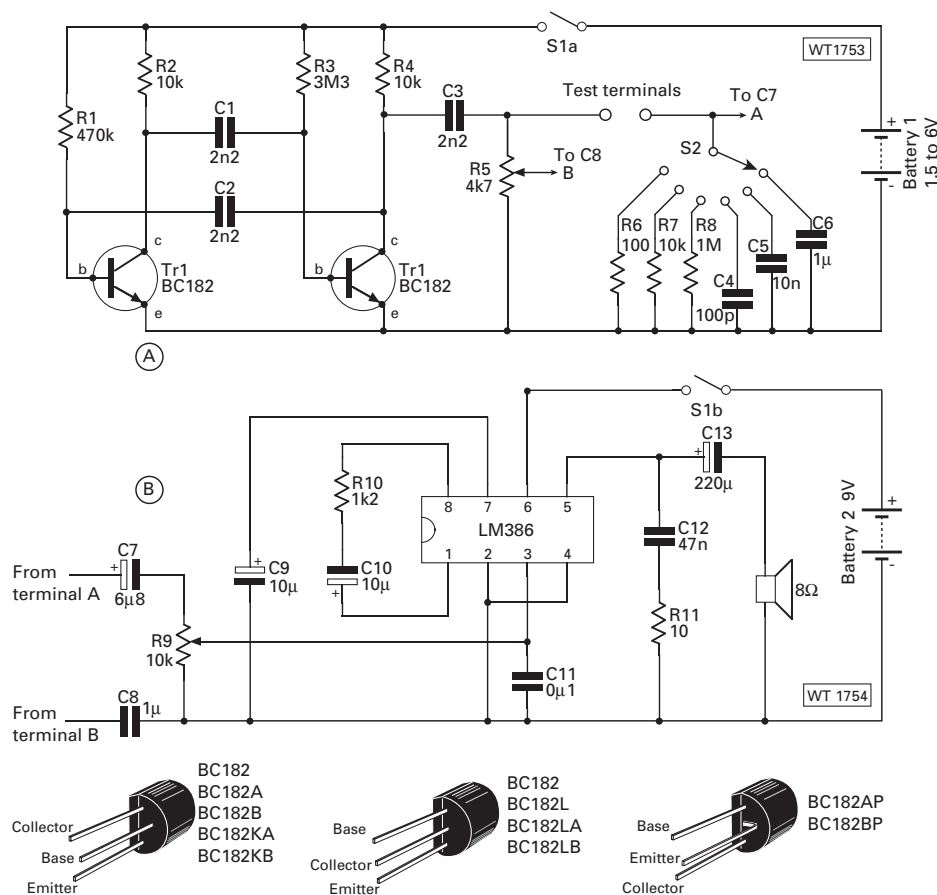 S1a
WT1753
R2
10k
R3
3M3
R4
10k
R1
470k
C1
2n2
C2
2n2
C3
2n2
Test terminals
To C7
A
R5
4k7
To C8
B
S2
Battery 1
1.5 to 6V
+
-
c
b
e
Tr1
BC182
c
b
e
Tr1
BC182
R6
100
R7
10k
R8
1M
C4
100p
C5
10n
C6
1μ
A
S1b
B
R10
1k2
8 7 6 5
LM386
1 2 3 4
+
C13
220μ
C12
47n
Battery 2 9V
+
-
From
terminal A
+
C7
6μ8
+
C9
10μ
C10
10μ
+
R9
10k
R11
10
8Ω
C11
0μ1
C8
1μ
From
terminal B
WT 1754
BC182
BC182A
BC182B
BC182KA
BC182KB
Collector
Base
Emitter
BC182
BC182L
BC182LA
BC182LB
Base
Collector
Emitter
BC182AP
BC182BP
Base
Emitter
Collector